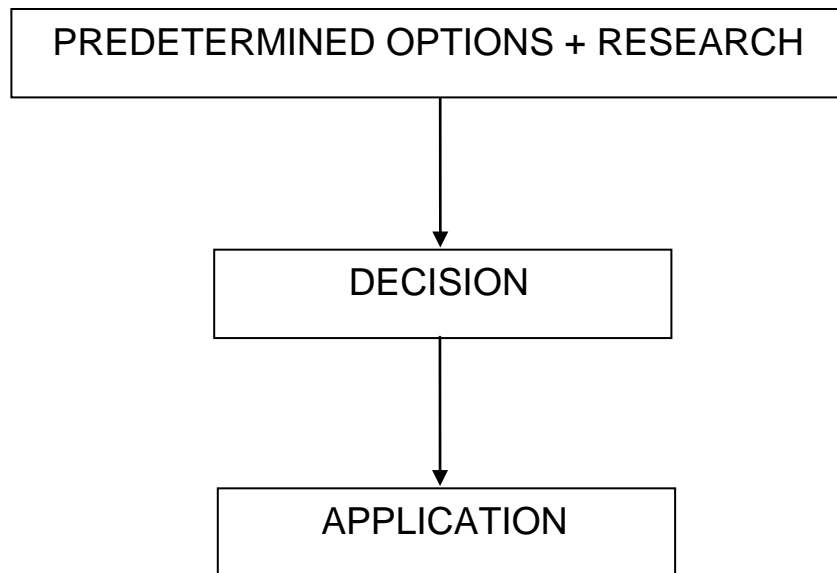 PREDETERMINED OPTIONS + RESEARCH
DECISION
APPLICATION